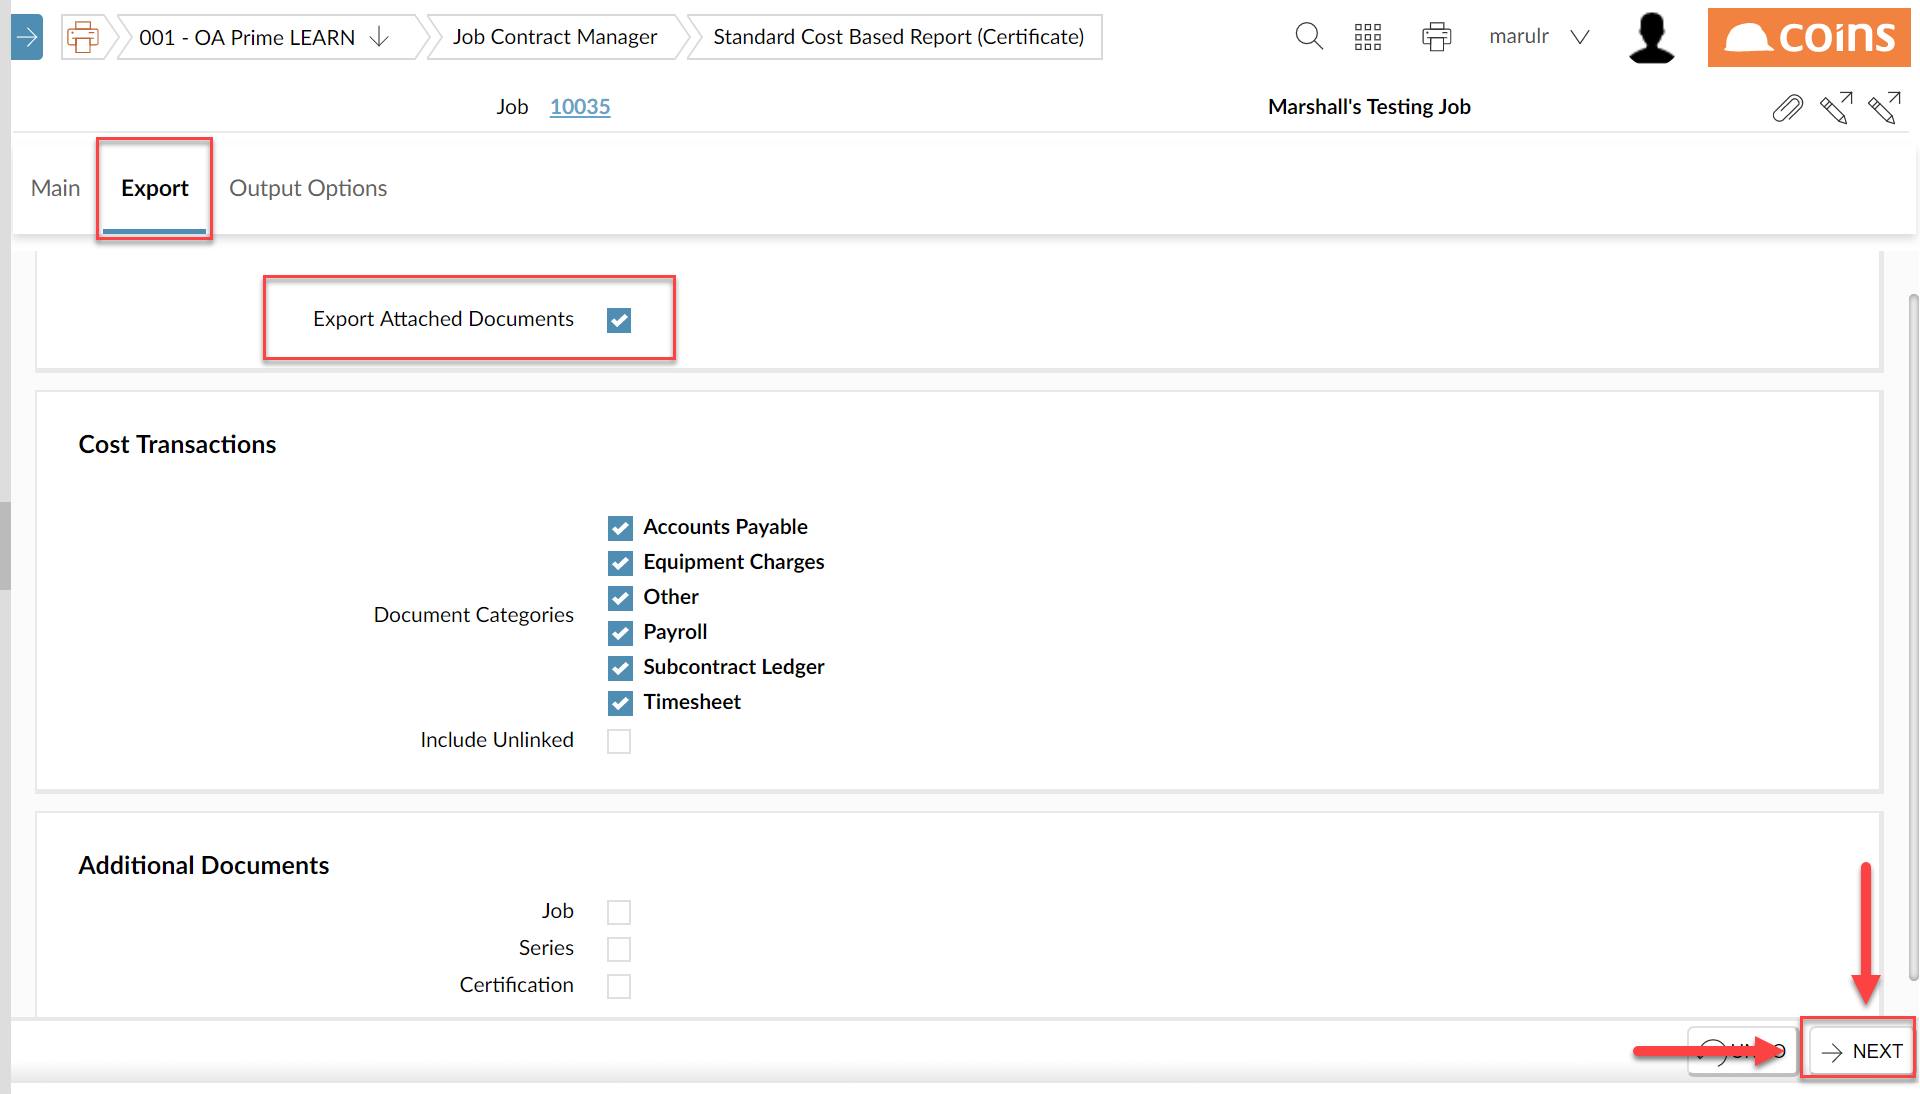 001 - OA Prime LEARN
Job Contract Manager
Standard Cost Based Report (Certificate)
marulr
coins
Job 10035
Marshall's Testing Job
Main
Export
Output Options
Export Attached Documents
Cost Transactions
Document Categories
Accounts Payable
Equipment Charges
Other
Payroll
Subcontract Ledger
Timesheet
Include Unlinked
Additional Documents
Job
Series
Certification
NEXT